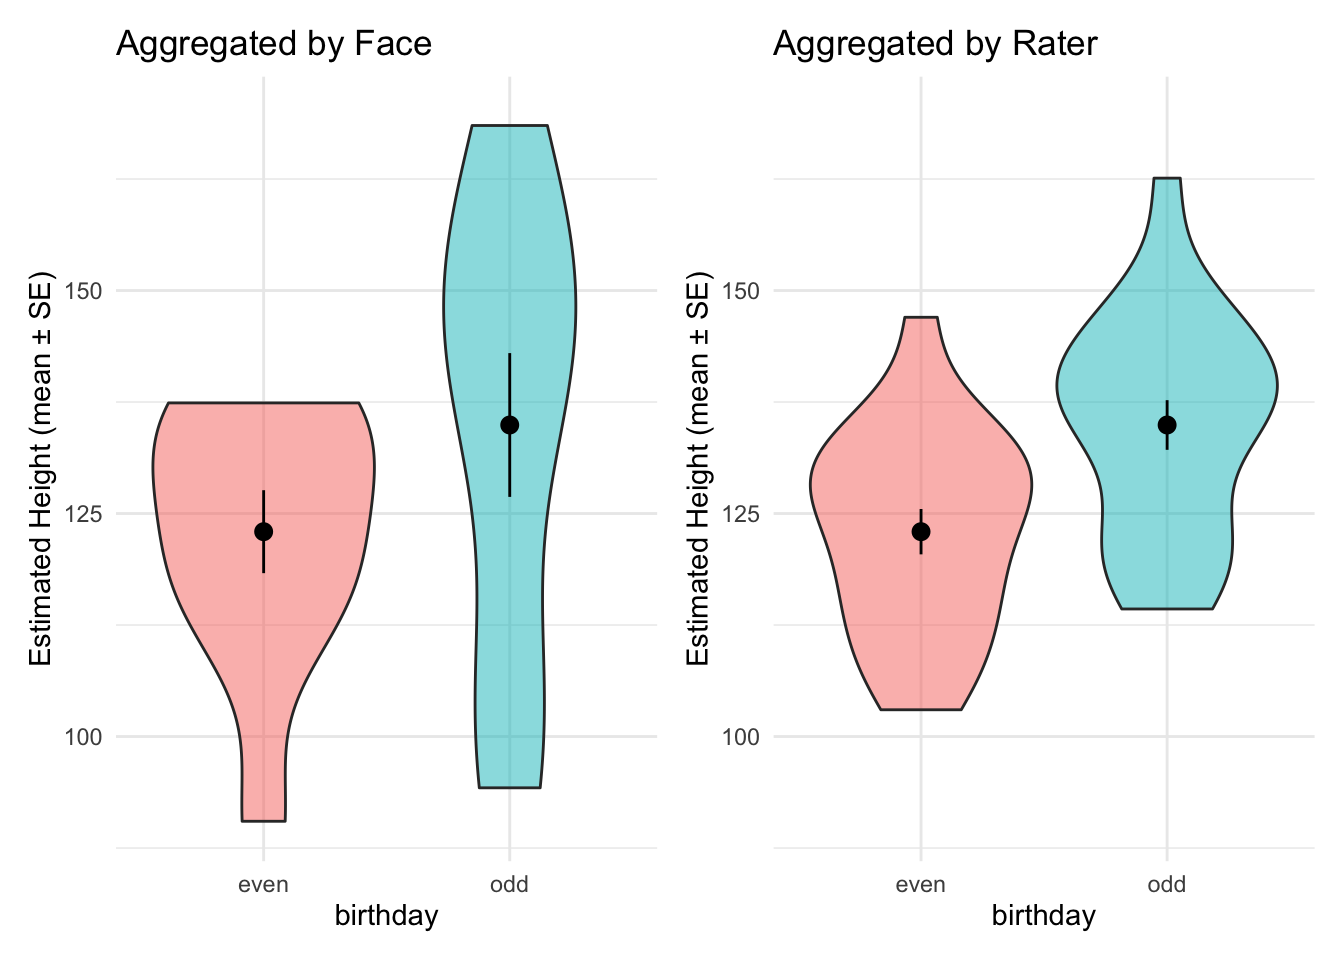 Aggregated by Face
Estimated Height (mean ± SE)
150
125
100
even
odd
birthday
Aggregated by Rater
Estimated Height (mean ± SE)
150
125
100
even
odd
birthday